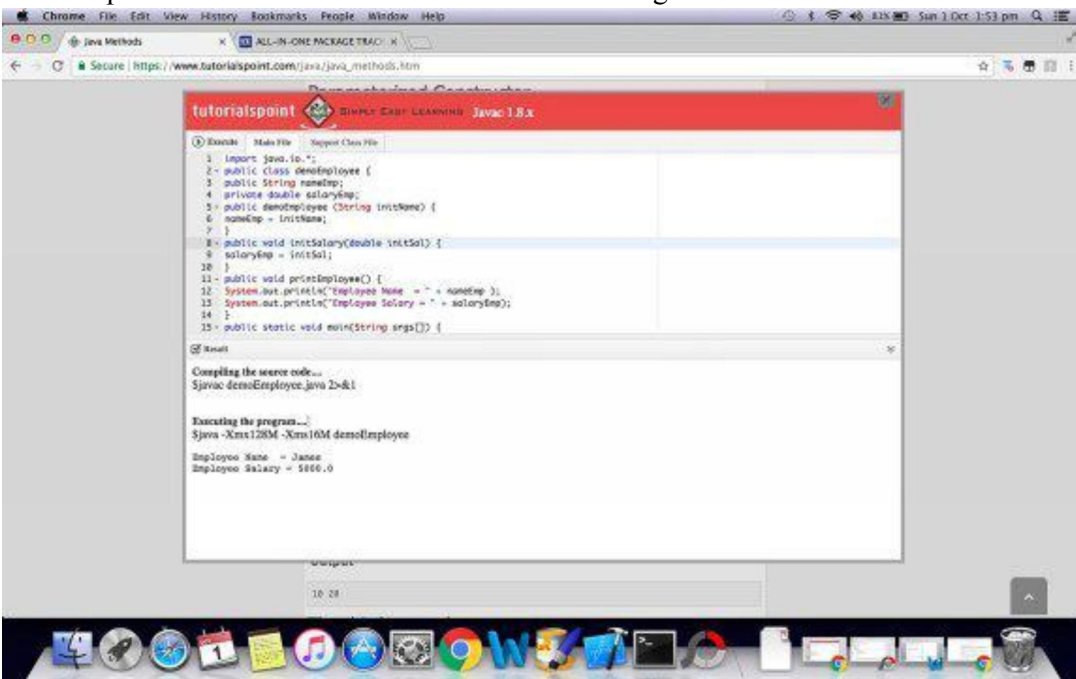 Chrome File Edit View History Bookmarks People Window Help 82% Sun 1 Oct 1:53 pm
Java Methods ALL-IN-ONE PACKAGE TRAC
Secure https://www.tutorialspoint.com/java/java_methods.htm
Parameterized Constructor
tutorialspoint SIMPLY EASY LEARNING Javac 1.8.x
Execute Main File Support Class File
1 import java.io.*;
2 public class demoEmployee {
3 public String nameEmp;
4 private double salaryEmp;
5 public demoEmployee (String initName) {
6 nameEmp = initName;
7 }
8 public void initSalary(double initSal) {
9 salaryEmp = initSal;
10 }
11 public void printEmployee() {
12 System.out.println("Employee Name = " + nameEmp );
13 System.out.println("Employee Salary = " + salaryEmp);
14 }
15 public static void main(String args[]) {
Result
Compiling the source code....
$javac demoEmployee.java 2>&1
Executing the program....
$java -Xmx128M -Xms16M demoEmployee
Employee Name = James
Employee Salary = 5000.0
Output
10 20
1